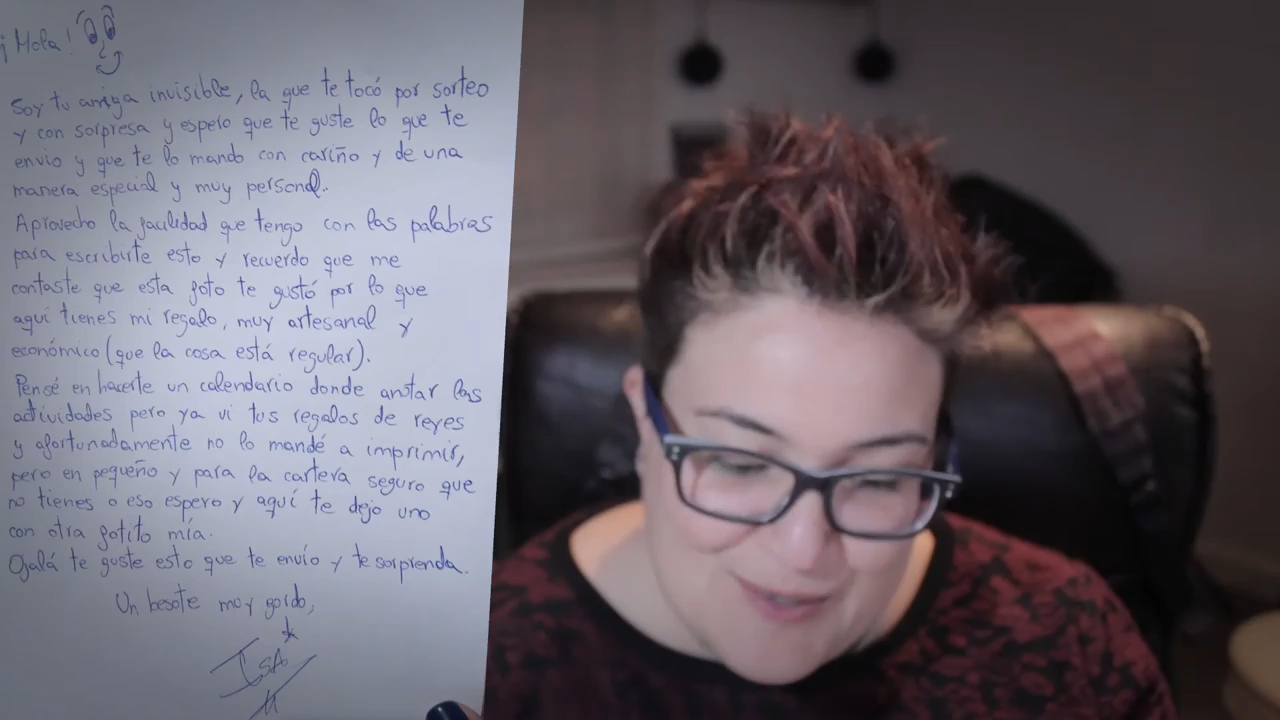 ¡Hola!
Soy tu amiga invisible, la que te tocó por sorteo
y con sorpresa y espero que te guste lo que te
envio y que te lo mando con cariño y de una
manera especial y muy personal.
Aprovecho la facilidad que tengo con las palabras
para escribirte esto y recuerdo que me
contaste que esta foto te gustó por lo que
aquí tienes mi regalo, muy artesanal y
económico (que la cosa está regular).
Pensé en hacerte un calendario donde anotar las
actividades pero ya vi tus regalos de reyes
y afortunadamente no lo mandé a imprimir,
pero en pequeño y para la cartera seguro que
no tienes o eso espero y aquí te dejo uno
con otra fotito mía.
Ojalá te guste esto que te envío y te sorprenda.
Un besote muy gordo,
Isa